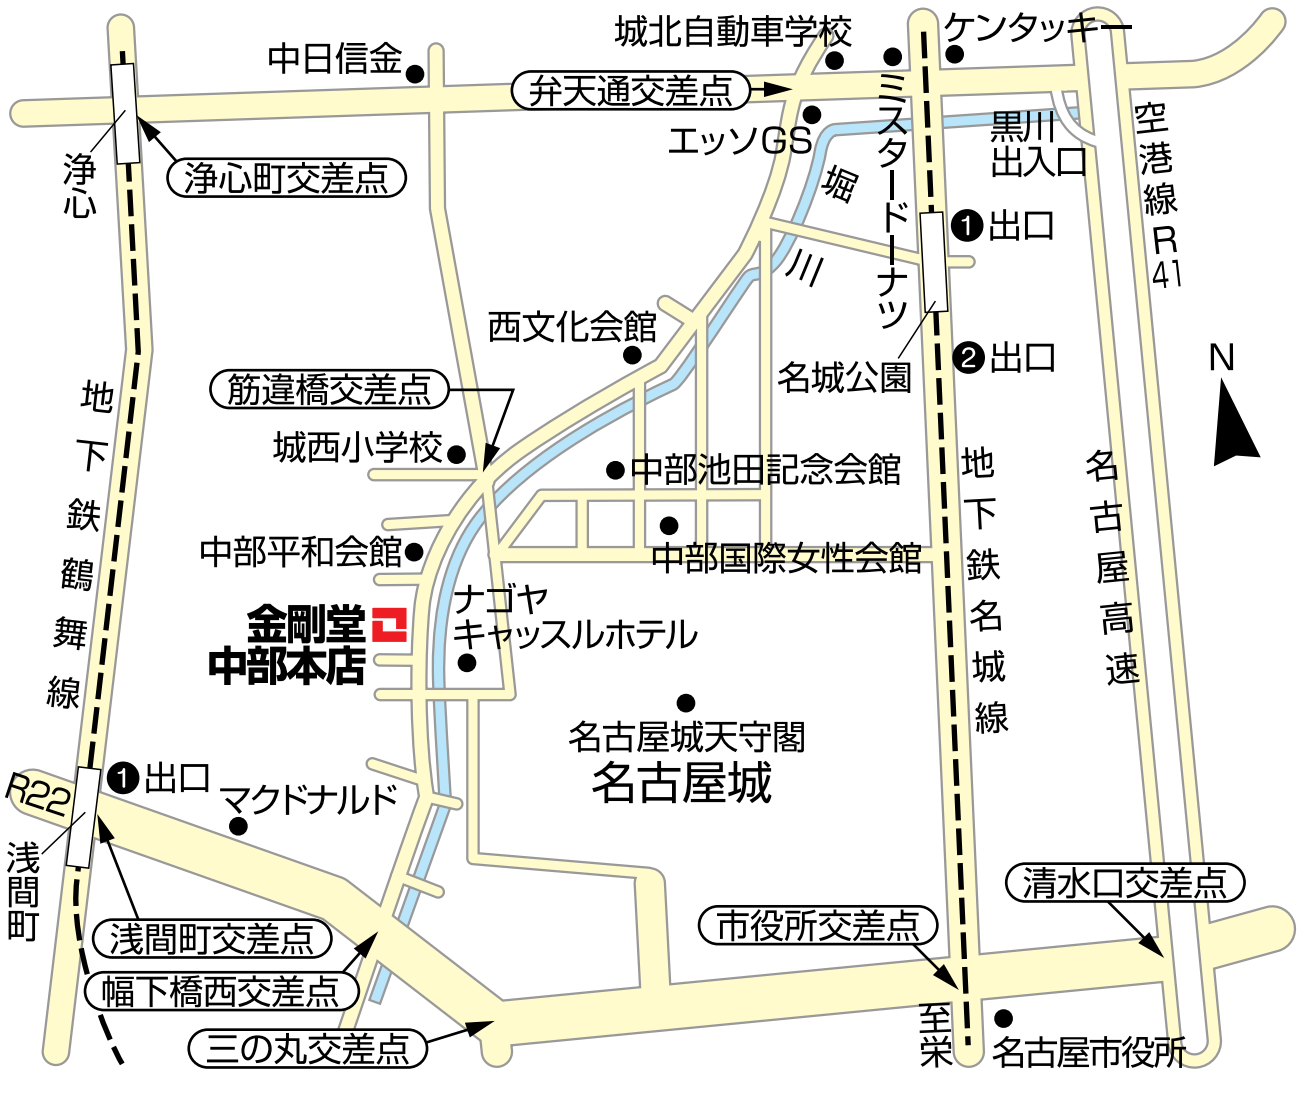 城北自動車学校
ケンタッキー
中日信金
弁天通交差点
ミスタードーナツ
エッソGS
黒川
出入口
空港線R41
浄心
浄心町交差点
堀川
❶出口
西文化会館
❷出口
名城公園
N
地下鉄鶴舞線
筋違橋交差点
城西小学校
中部池田記念会館
地下鉄名城線
名古屋高速
中部平和会館
中部国際女性会館
ナゴヤ
キャッスルホテル
金剛堂
中部本店
名古屋城天守閣
名古屋城
R22
❶出口
マクドナルド
浅間町
浅間町交差点
幅下橋西交差点
三の丸交差点
市役所交差点
清水口交差点
至栄
名古屋市役所